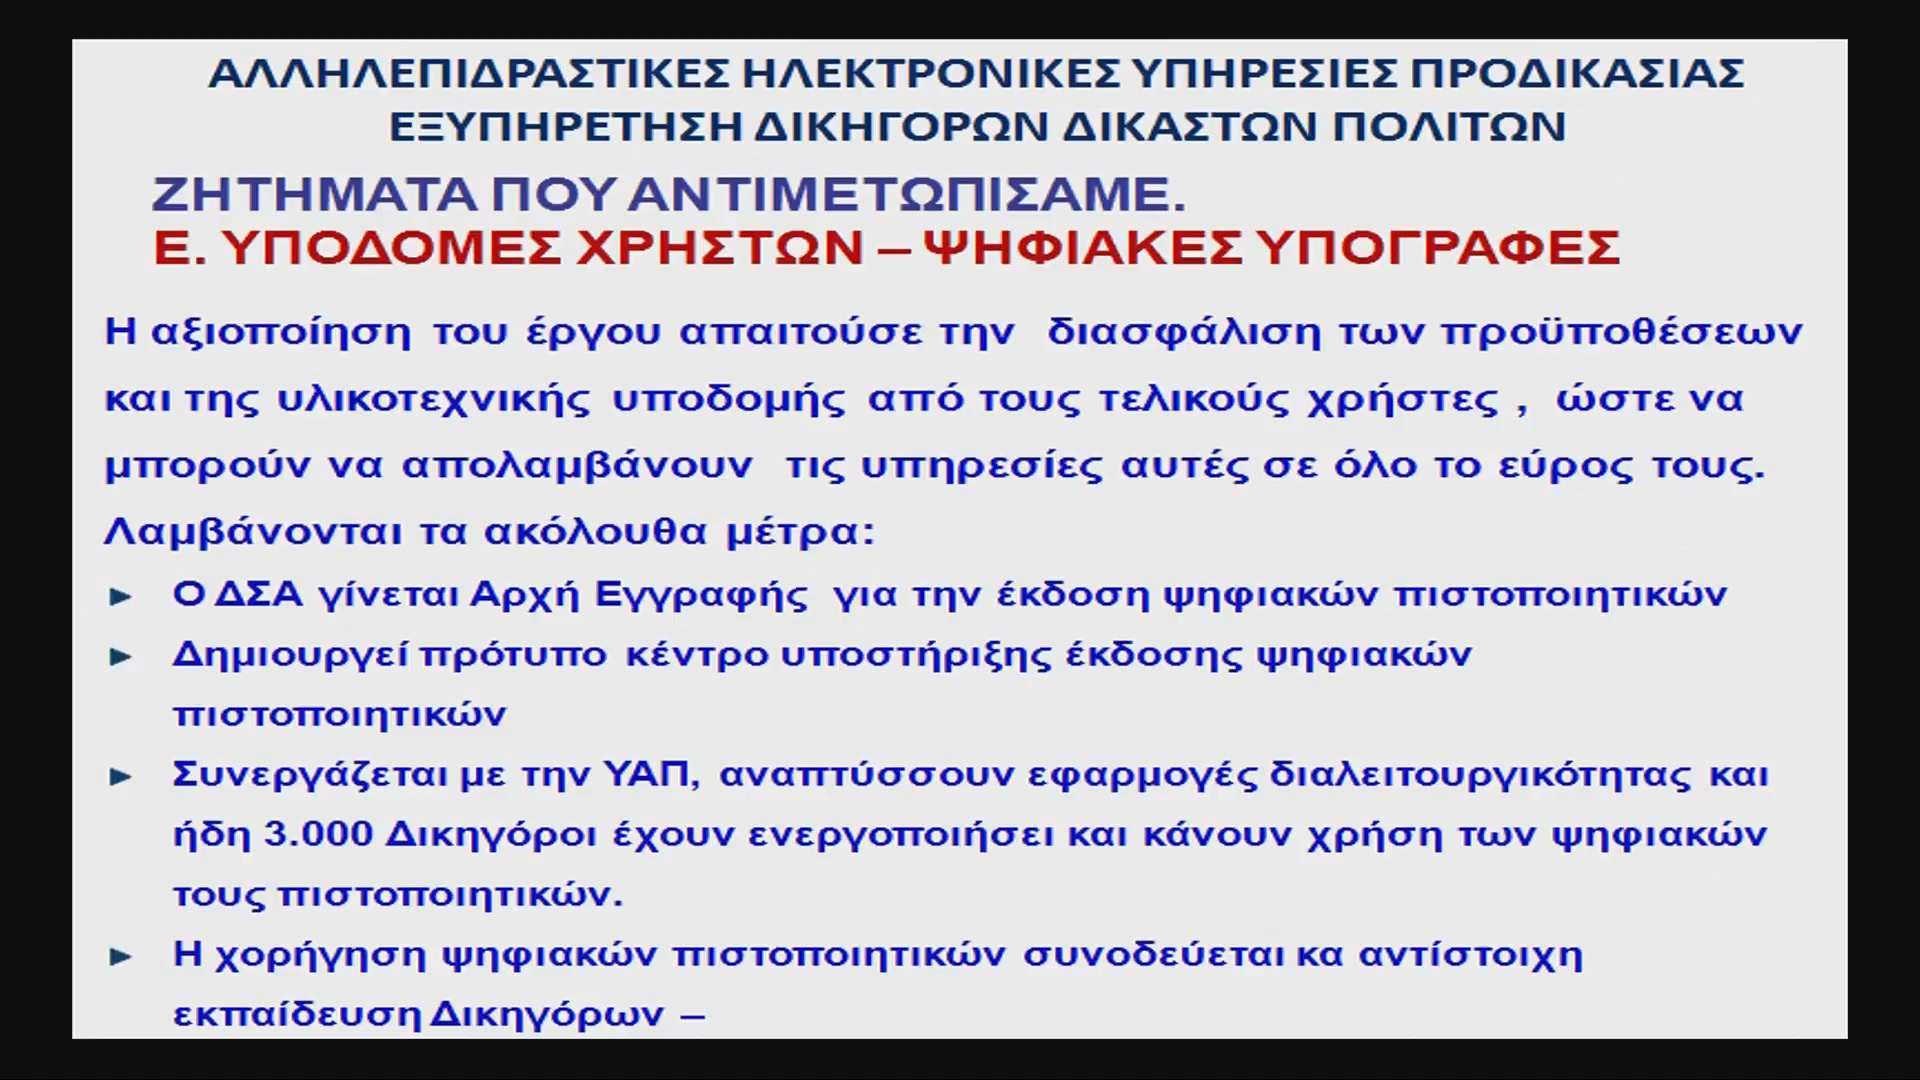 ΑΛΛΗΛΕΠΙΔΡΑΣΤΙΚΕΣ ΗΛΕΚΤΡΟΝΙΚΕΣ ΥΠΗΡΕΣΙΕΣ ΠΡΟΔΙΚΑΣΙΑΣ
ΕΞΥΠΗΡΕΤΗΣΗ ΔΙΚΗΓΟΡΩΝ ΔΙΚΑΣΤΩΝ ΠΟΛΙΤΩΝ
ΖΗΤΗΜΑΤΑ ΠΟΥ ΑΝΤΙΜΕΤΩΠΙΣΑΜΕ.
Ε. ΥΠΟΔΟΜΕΣ ΧΡΗΣΤΩΝ – ΨΗΦΙΑΚΕΣ ΥΠΟΓΡΑΦΕΣ
Η αξιοποίηση του έργου απαιτούσε την διασφάλιση των προϋποθέσεων
και της υλικοτεχνικής υποδομής από τους τελικούς χρήστες , ώστε να
μπορούν να απολαμβάνουν τις υπηρεσίες αυτές σε όλο το εύρος τους.
Λαμβάνονται τα ακόλουθα μέτρα:
► Ο ΔΣΑ γίνεται Αρχή Εγγραφής για την έκδοση ψηφιακών πιστοποιητικών
► Δημιουργεί πρότυπο κέντρο υποστήριξης έκδοσης ψηφιακών
πιστοποιητικών
► Συνεργάζεται με την ΥΑΠ, αναπτύσσουν εφαρμογές διαλειτουργικότητας και
ήδη 3.000 Δικηγόροι έχουν ενεργοποιήσει και κάνουν χρήση των ψηφιακών
τους πιστοποιητικών.
► Η χορήγηση ψηφιακών πιστοποιητικών συνοδεύεται κα αντίστοιχη
εκπαίδευση Δικηγόρων –